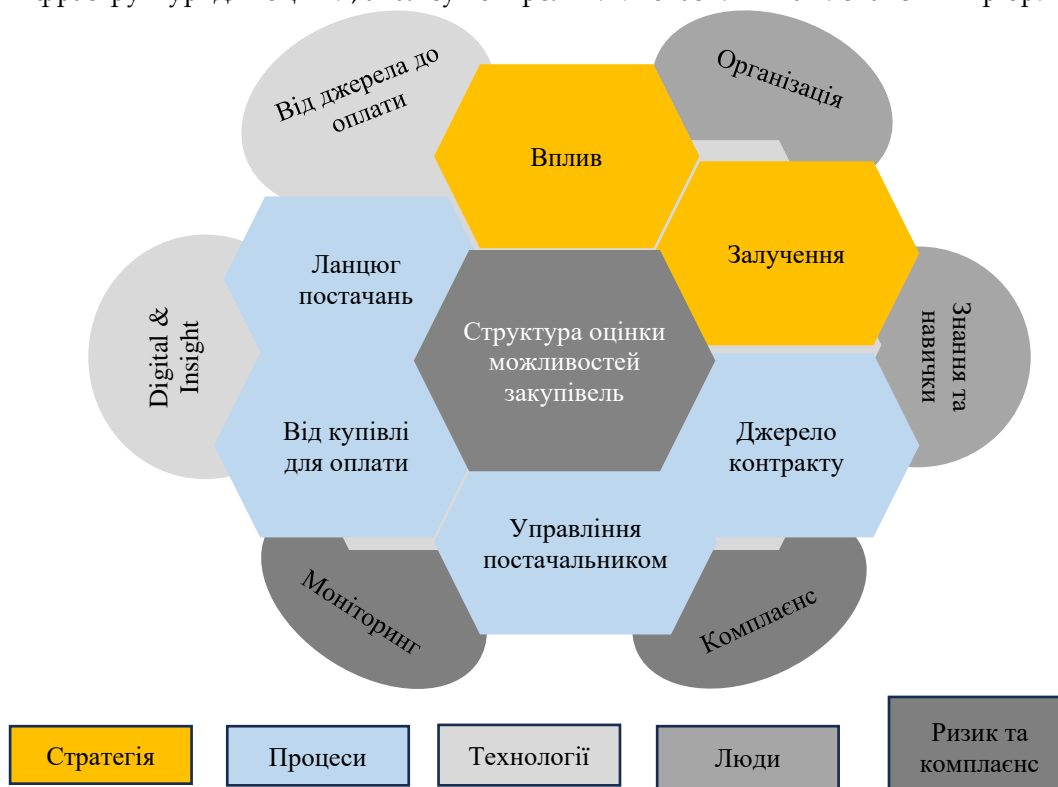 Від джерела до
оплати
Організація
Вплив
Залучення
Ланцюг
постачань
Структура оцінки
можливостей
закупівель
Знання та
навички
Digital &
Insight
Від купівлі
для оплати
Джерело
контракту
Управління
постачальником
Моніторинг
Комплаєнс
Стратегія
Процеси
Технології
Люди
Ризик та
комплаєнс